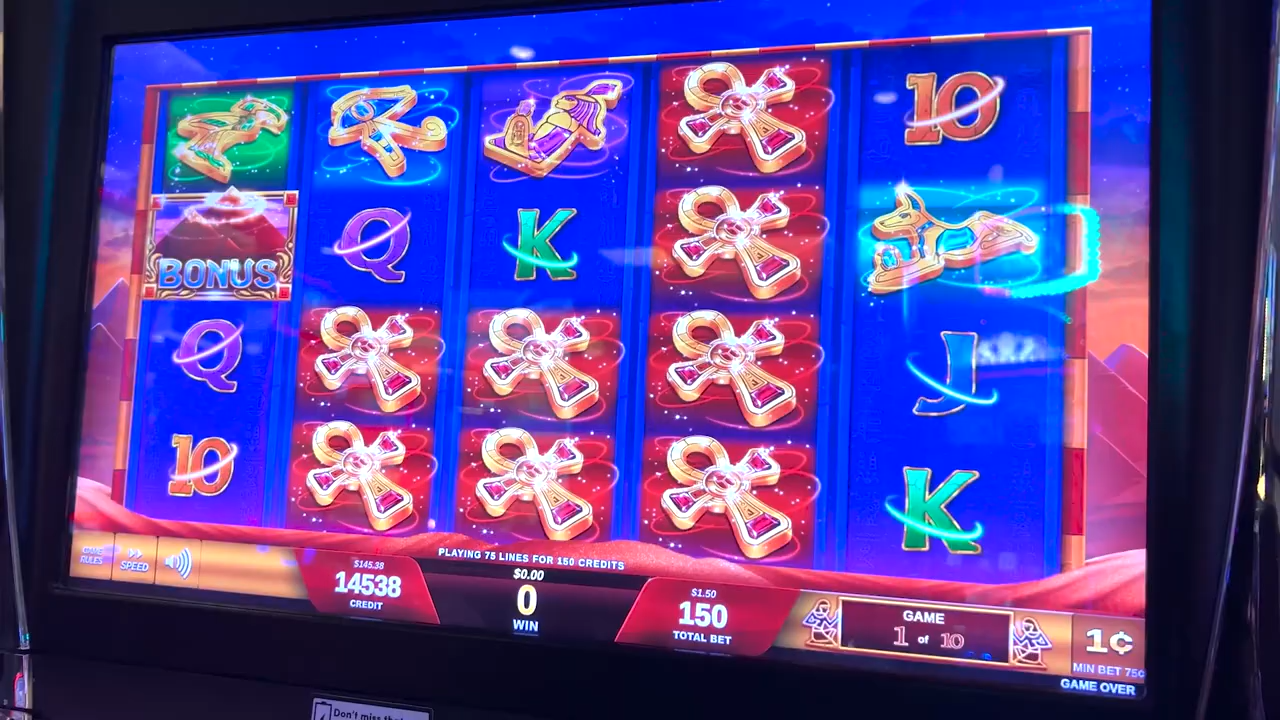 10
BONUS
Q
K
Q
J
10
K
GAME
RULES
SPEED
$145.38
14538
CREDIT
PLAYING 75 LINES FOR 150 CREDITS
$0.00
0
WIN
$1.50
150
TOTAL BET
GAME
1 of 10
1¢
MIN BET 75¢
GAME OVER
Don't miss that